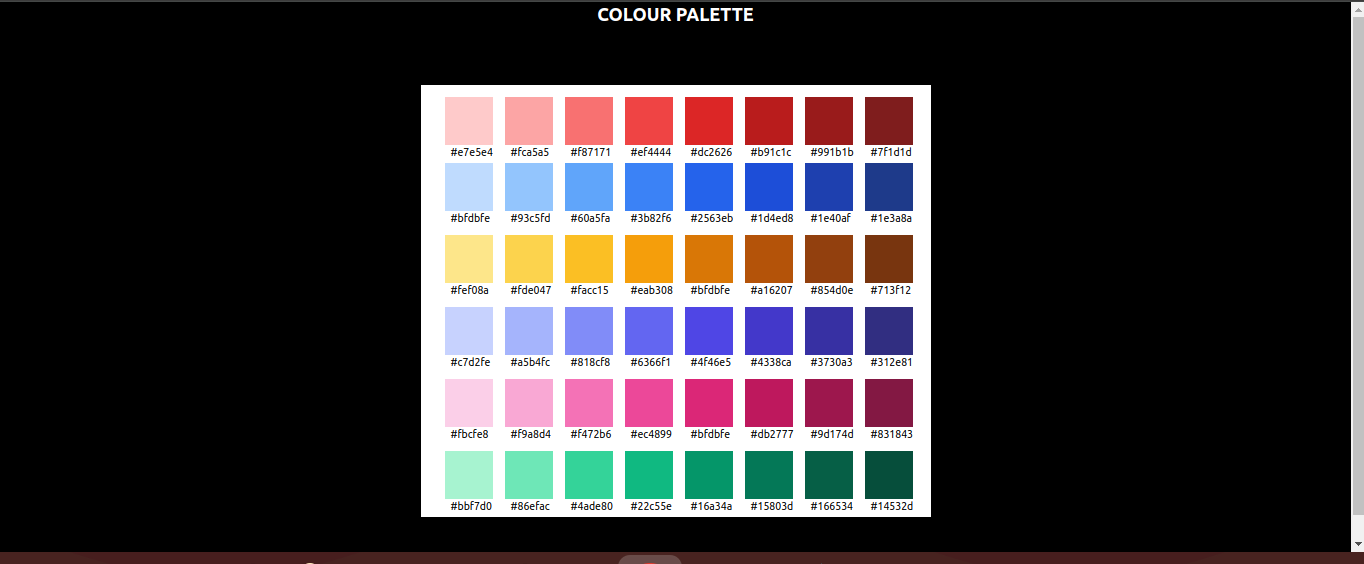 COLOUR PALETTE
#e7e5e4 #fca5a5 #f87171 #ef4444 #dc2626 #b91c1c #991b1b #7f1d1d
#bfdbfe #93c5fd #60a5fa #3b82f6 #2563eb #1d4ed8 #1e40af #1e3a8a
#fef08a #fde047 #facc15 #eab308 #bfdbfe #a16207 #854d0e #713f12
#c7d2fe #a5b4fc #818cf8 #6366f1 #4f46e5 #4338ca #3730a3 #312e81
#fbcfe8 #f9a8d4 #f472b6 #ec4899 #bfdbfe #db2777 #9d174d #831843
#bbf7d0 #86efac #4ade80 #22c55e #16a34a #15803d #166534 #14532d